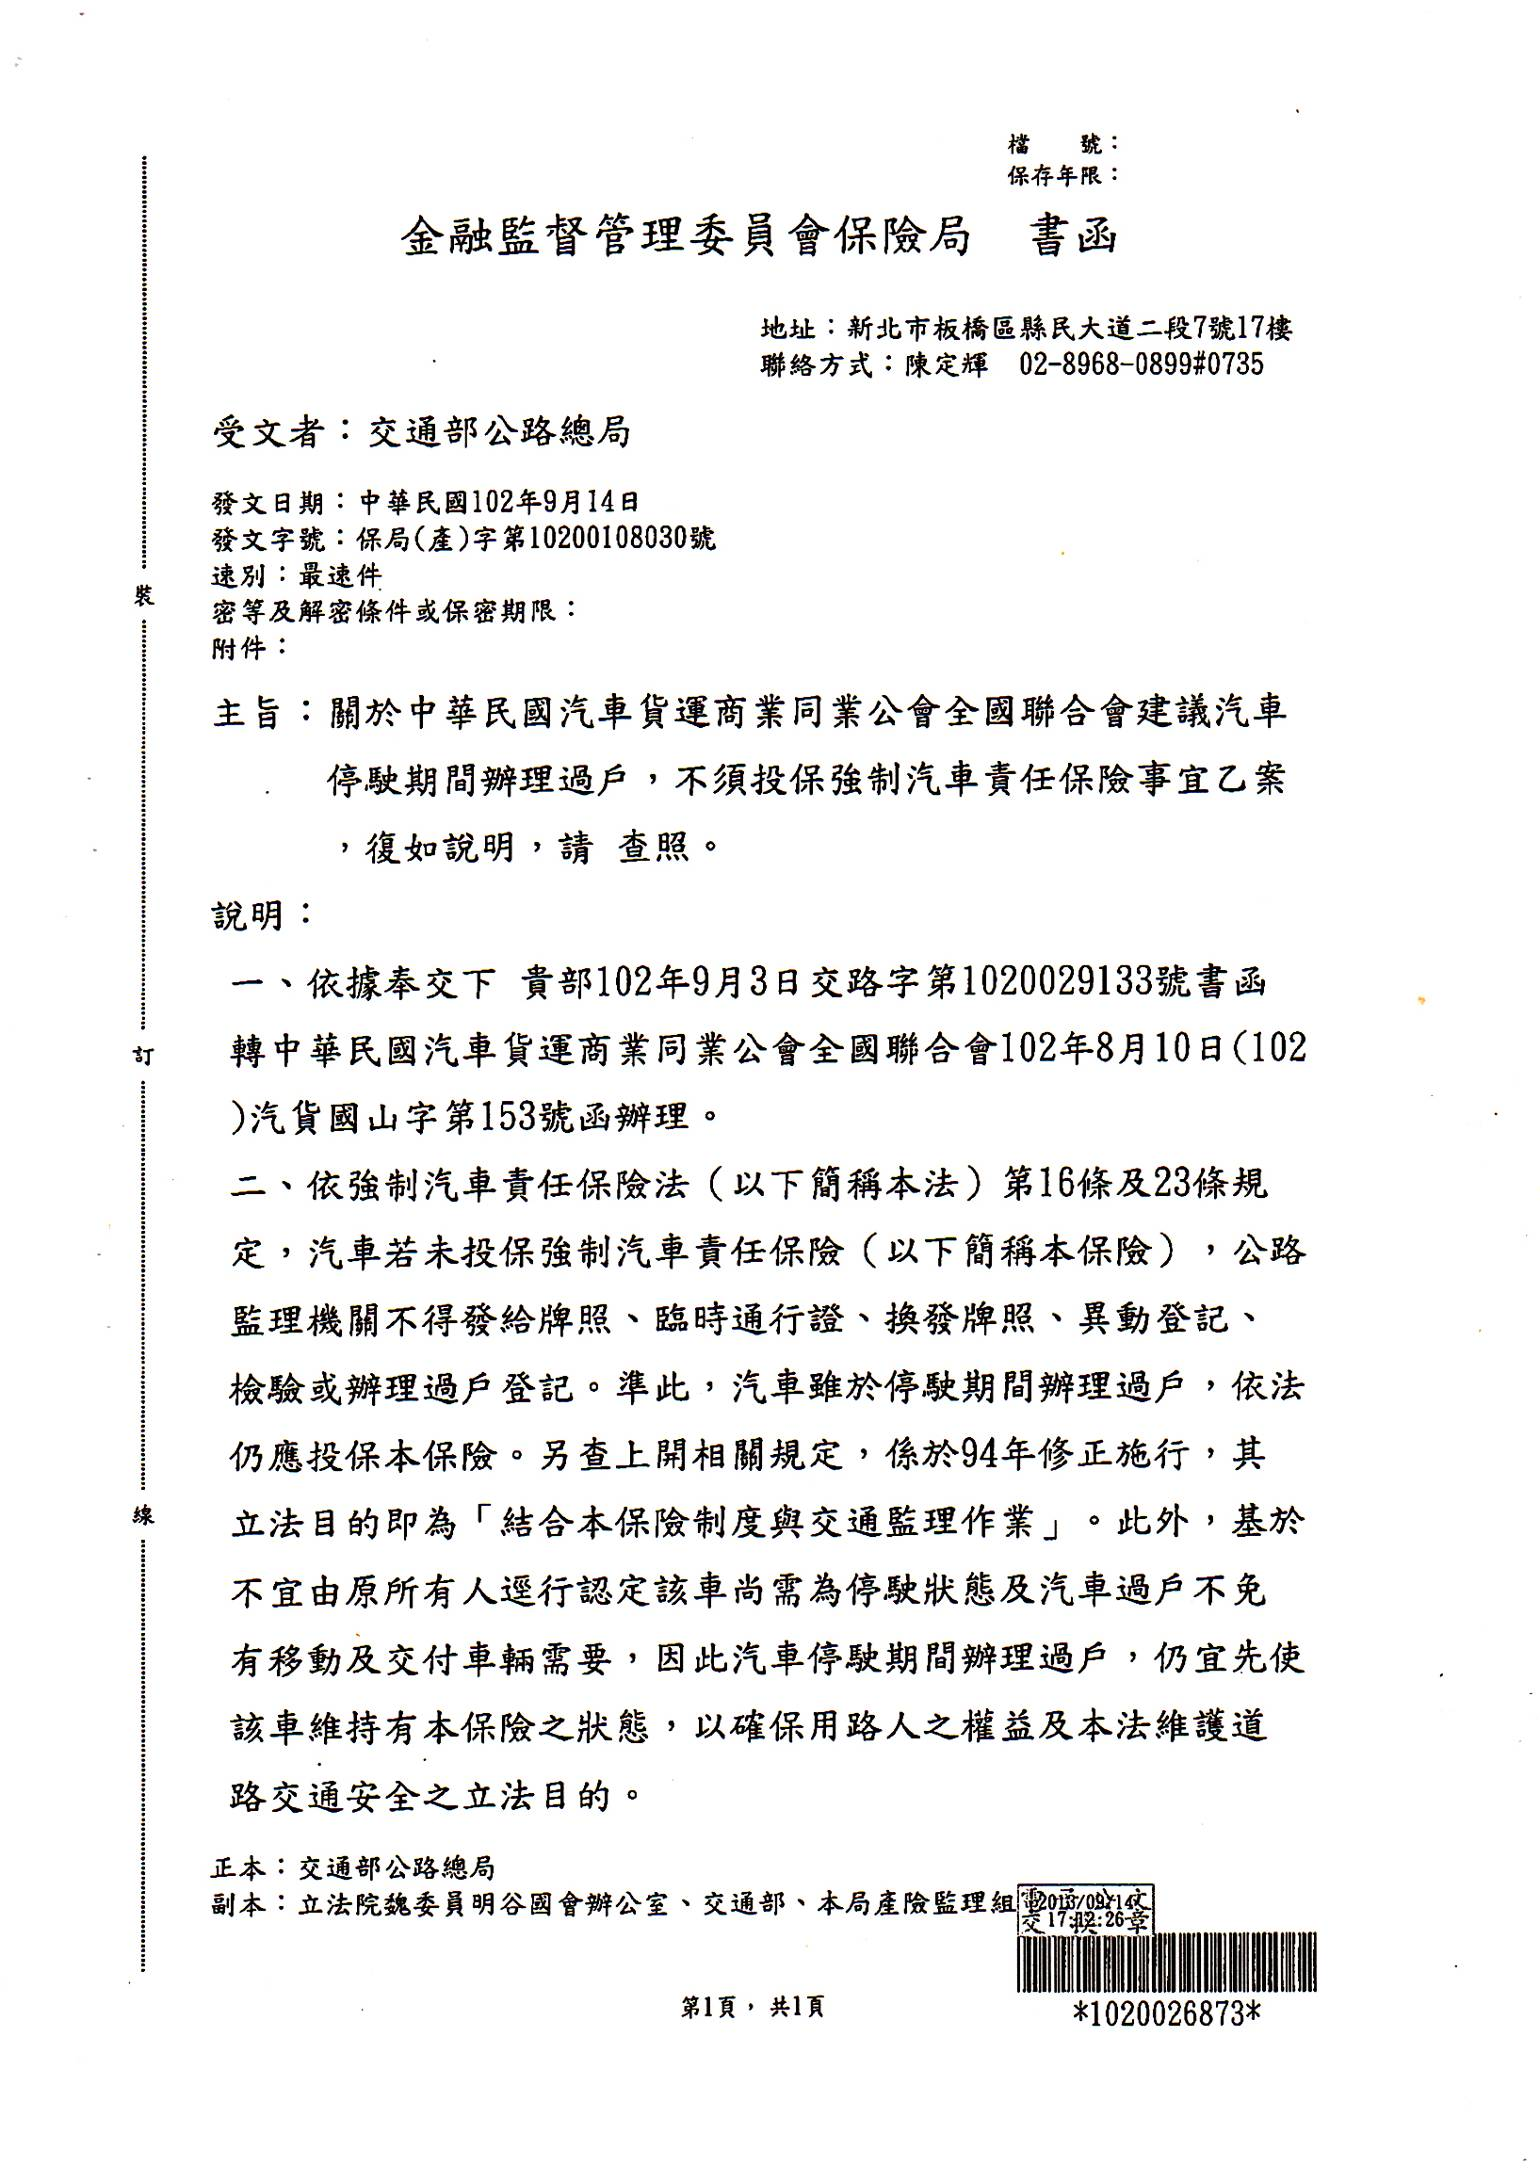 檔　　號：
保存年限：
金融監督管理委員會保險局　書函
地址：新北市板橋區縣民大道二段7號17樓
聯絡方式：陳定輝　02-8968-0899#0735
受文者：交通部公路總局
發文日期：中華民國102年9月14日
發文字號：保局(產)字第10200108030號
速別：最速件
密等及解密條件或保密期限：
附件：
主旨：關於中華民國汽車貨運商業同業公會全國聯合會建議汽車
停駛期間辦理過戶，不須投保強制汽車責任保險事宜乙案
，復如說明，請 查照。
說明：
一、依據奉交下 貴部102年9月3日交路字第1020029133號書函
轉中華民國汽車貨運商業同業公會全國聯合會102年8月10日(102
)汽貨國山字第153號函辦理。
二、依強制汽車責任保險法（以下簡稱本法）第16條及23條規
定，汽車若未投保強制汽車責任保險（以下簡稱本保險），公路
監理機關不得發給牌照、臨時通行證、換發牌照、異動登記、
檢驗或辦理過戶登記。準此，汽車雖於停駛期間辦理過戶，依法
仍應投保本保險。另查上開相關規定，係於94年修正施行，其
立法目的即為「結合本保險制度與交通監理作業」。此外，基於
不宜由原所有人逕行認定該車尚需為停駛狀態及汽車過戶不免
有移動及交付車輛需要，因此汽車停駛期間辦理過戶，仍宜先使
該車維持有本保險之狀態，以確保用路人之權益及本法維護道
路交通安全之立法目的。
正本：交通部公路總局
副本：立法院魏委員明谷國會辦公室、交通部、本局產險監理組
電子公文
2013/09/14
交換章
17:12:26
裝
訂
線
第1頁，共1頁
*1020026873*